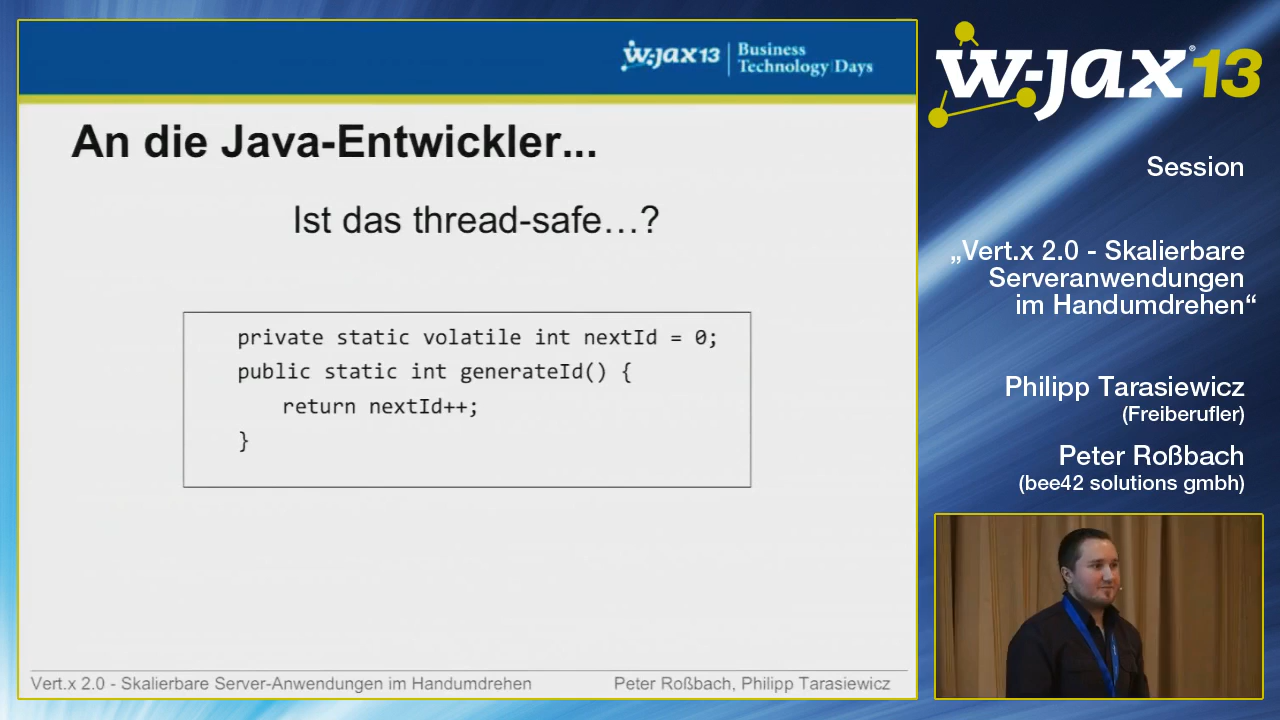 w-jax13 | Business
Technology Days
An die Java-Entwickler...
Ist das thread-safe…?
private static volatile int nextId = 0;
public static int generateId() {
return nextId++;
}
Vert.x 2.0 - Skalierbare Server-Anwendungen im Handumdrehen
Peter Roßbach, Philipp Tarasiewicz
w-jax® 13
Session
„Vert.x 2.0 - Skalierbare
Serveranwendungen
im Handumdrehen“
Philipp Tarasiewicz
(Freiberufler)
Peter Roßbach
(bee42 solutions gmbh)